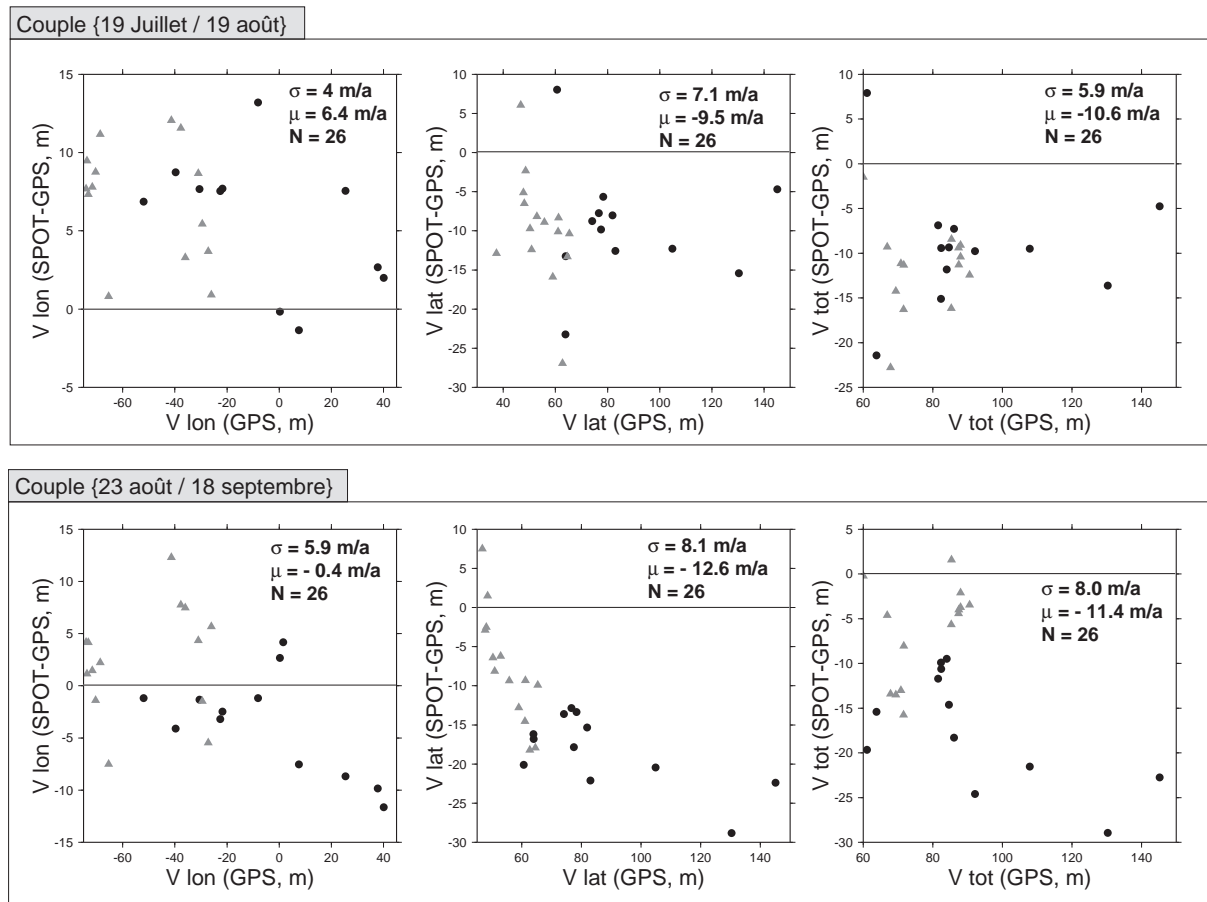 Couple {19 Juillet / 19 août}
15
10
5
0
-5
-60
-40
-20
0
20
40
V lon (SPOT-GPS, m)
V lon (GPS, m)
σ = 4 m/a
μ = 6.4 m/a
N = 26
10
5
0
-5
-10
-15
-20
-25
-30
40
60
80
100
120
140
V lat (SPOT-GPS, m)
V lat (GPS, m)
σ = 7.1 m/a
μ = -9.5 m/a
N = 26
10
5
0
-5
-10
-15
-20
-25
60
80
100
120
140
V tot (SPOT-GPS, m)
V tot (GPS, m)
σ = 5.9 m/a
μ = -10.6 m/a
N = 26
Couple {23 août / 18 septembre}
15
10
5
0
-5
-10
-15
-60
-40
-20
0
20
40
V lon (SPOT-GPS, m)
V lon (GPS, m)
σ = 5.9 m/a
μ = - 0.4 m/a
N = 26
10
5
0
-5
-10
-15
-20
-25
-30
60
80
100
120
140
V lat (SPOT-GPS, m)
V lat (GPS, m)
σ = 8.1 m/a
μ = - 12.6 m/a
N = 26
5
0
-5
-10
-15
-20
-25
-30
60
80
100
120
140
V tot (SPOT-GPS, m)
V tot (GPS, m)
σ = 8.0 m/a
μ = - 11.4 m/a
N = 26